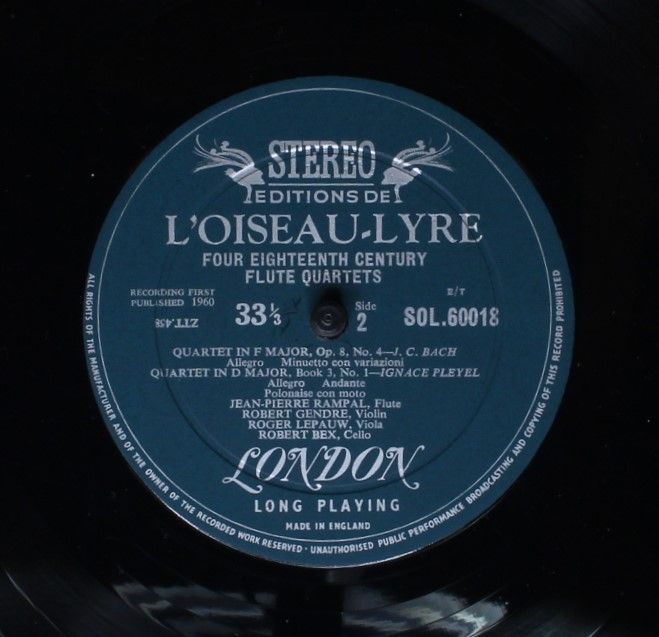 STEREO
EDITIONS DE
L'OISEAU-LYRE
FOUR EIGHTEENTH CENTURY
FLUTE QUARTETS
RECORDING FIRST
PUBLISHED 1960
E/T
ZTT.458
33⅓
Side
2
SOL.60018
QUARTET IN F MAJOR, Op. 8, No. 4—J. C. BACH
Allegro Minuetto con variazioni
QUARTET IN D MAJOR, Book 3, No. 1—IGNACE PLEYEL
Allegro Andante
Polonaise con moto
JEAN-PIERRE RAMPAL, Flute
ROBERT GENDRE, Violin
ROGER LEPAUW, Viola
ROBERT BEX, Cello
LONDON
LONG PLAYING
MADE IN ENGLAND
ALL RIGHTS OF THE MANUFACTURER AND OF THE OWNER OF THE RECORDED WORK RESERVED · UNAUTHORISED PUBLIC PERFORMANCE BROADCASTING AND COPYING OF THIS RECORD PROHIBITED